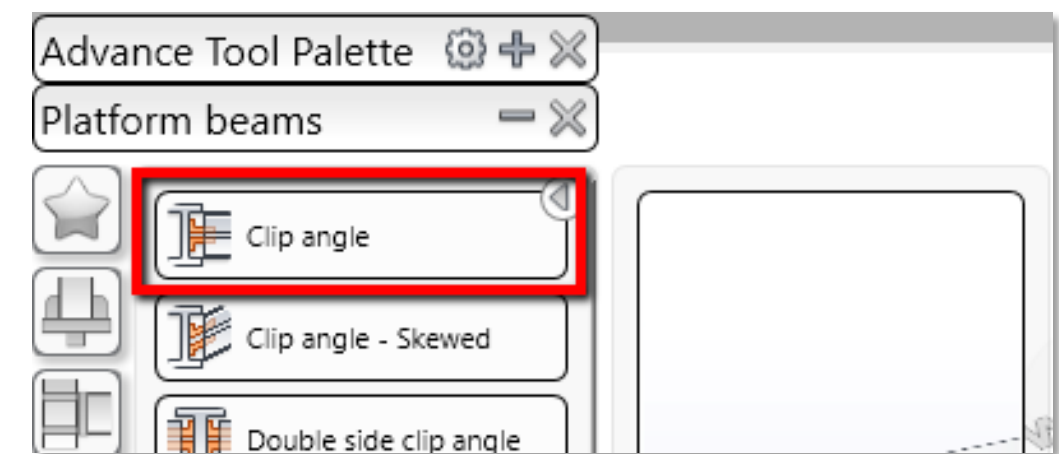 Advance Tool Palette
Platform beams
Clip angle
Clip angle - Skewed
Double side clip angle